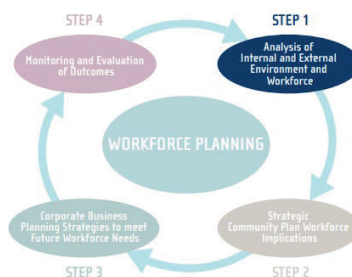 STEP 4
STEP 1
Monitoring and Evaluation
of Outcomes
Analysis of
Internal and External
Environment and
Workforce
WORKFORCE PLANNING
Corporate Business
Planning Strategies to meet
Future Workforce Needs
Strategic
Community Plan Workforce
Implications
STEP 3
STEP 2